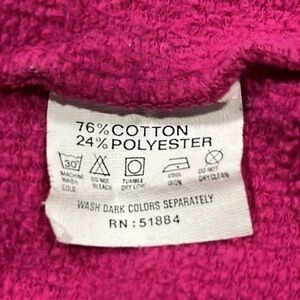 76% COTTON
24% POLYESTER
30°
MACHINE WASH COLD
DO NOT BLEACH
TUMBLE DRY LOW
COOL IRON
DO NOT DRY CLEAN
WASH DARK COLORS SEPARATELY
RN: 51884